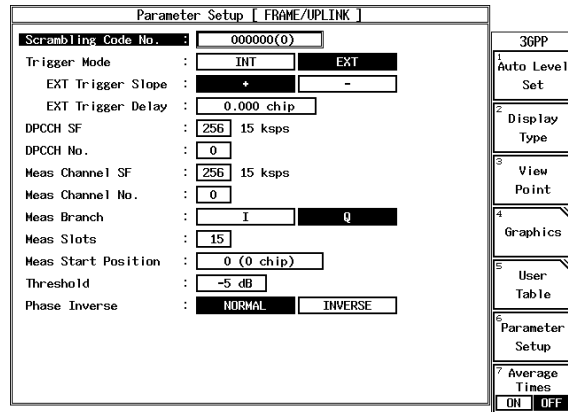 Parameter Setup [ FRAME/UPLINK ]
Scrambling Code No. : 000000(0)
Trigger Mode : INT EXT
EXT Trigger Slope : + -
EXT Trigger Delay : 0.000 chip
DPCCH SF : 256 15 ksps
DPCCH No. : 0
Meas Channel SF : 256 15 ksps
Meas Channel No. : 0
Meas Branch : I Q
Meas Slots : 15
Meas Start Position : 0 (0 chip)
Threshold : -5 dB
Phase Inverse : NORMAL INVERSE
3GPP
1 Auto Level
Set
2 Display
Type
3 View
Point
4 Graphics
5 User
Table
6 Parameter
Setup
7 Average
Times
ON OFF